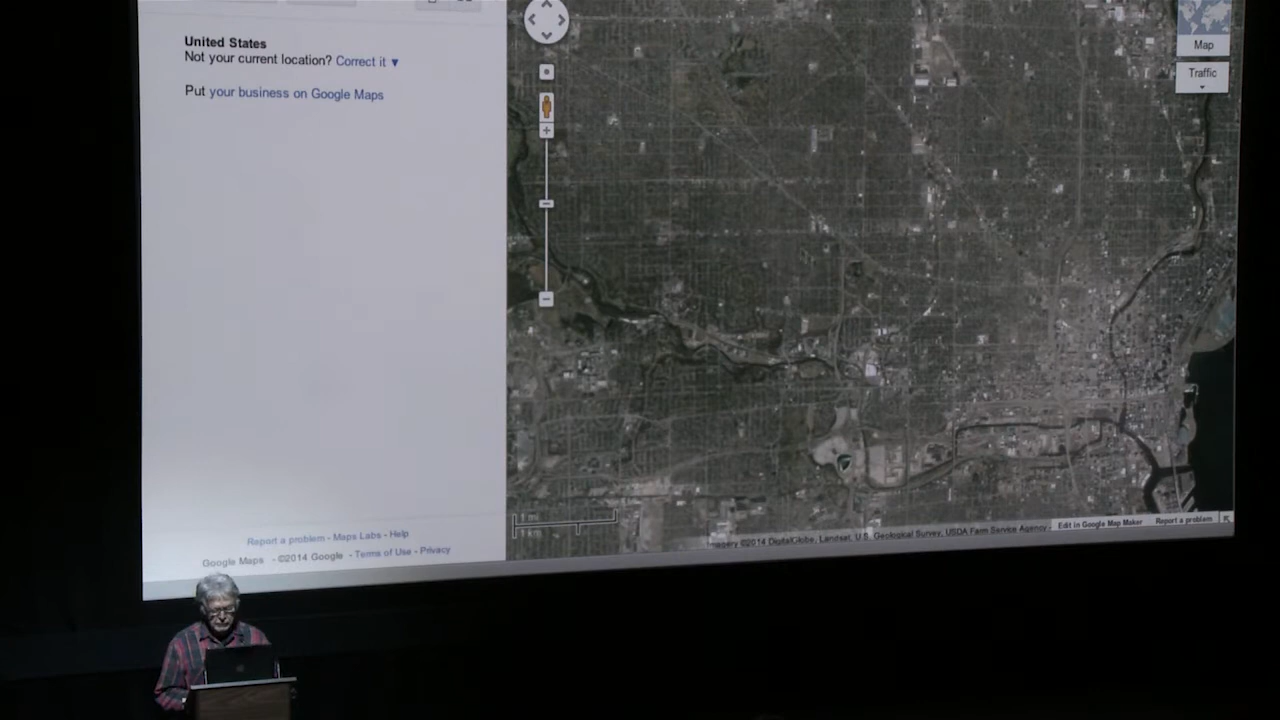 United States
Not your current location? Correct it ▼
Put your business on Google Maps
Map
Traffic
1 mi
Report a problem - Maps Labs - Help
Google Maps - ©2014 Google - Terms of Use - Privacy
Imagery ©2014 DigitalGlobe, Landsat, U.S. Geological Survey, USDA Farm Service Agency - Edit in Google Map Maker Report a problem